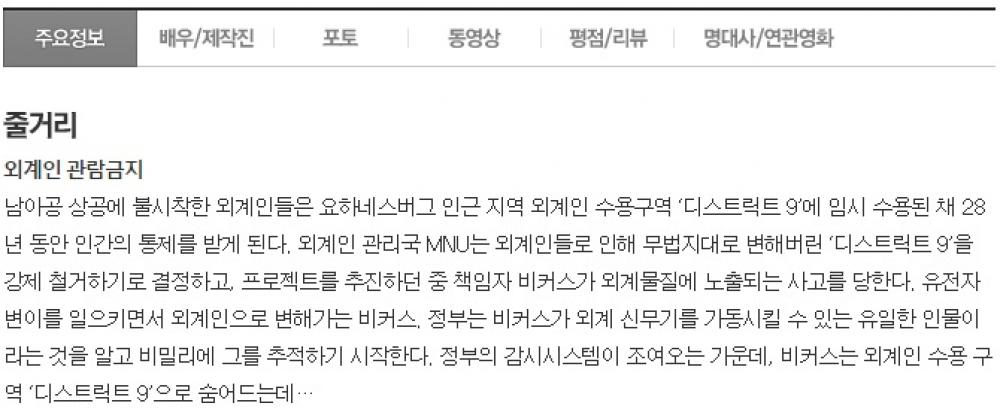 주요정보 배우/제작진 포토 동영상 평점/리뷰 명대사/연관영화
줄거리
외계인 관람금지
남아공 상공에 불시착한 외계인들은 요하네스버그 인근 지역 외계인 수용구역 ‘디스트릭트 9’에 임시 수용된 채 28
년 동안 인간의 통제를 받게 된다. 외계인 관리국 MNU는 외계인들로 인해 무법지대로 변해버린 ‘디스트릭트 9’을
강제 철거하기로 결정하고, 프로젝트를 추진하던 중 책임자 비커스가 외계물질에 노출되는 사고를 당한다. 유전자
변이를 일으키면서 외계인으로 변해가는 비커스. 정부는 비커스가 외계 신무기를 가동시킬 수 있는 유일한 인물이
라는 것을 알고 비밀리에 그를 추적하기 시작한다. 정부의 감시시스템이 조여오는 가운데, 비커스는 외계인 수용 구
역 ‘디스트릭트 9’으로 숨어드는데…